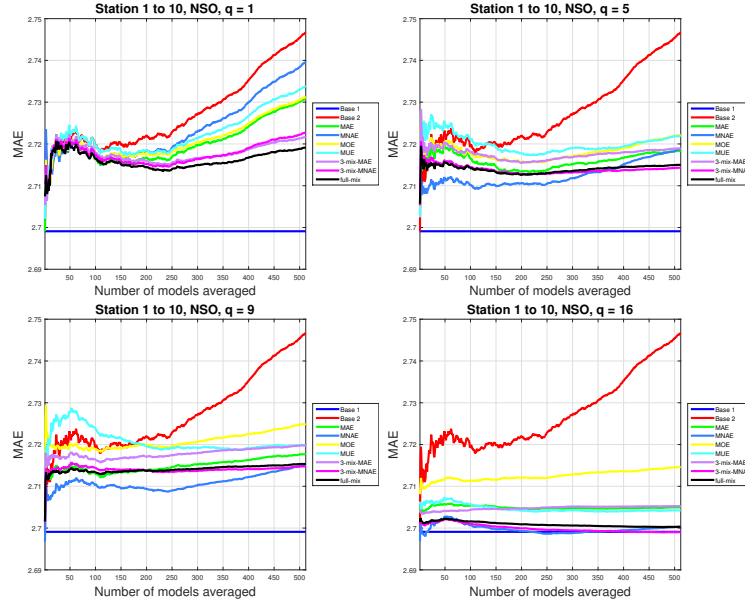 Station 1 to 10, NSO, q = 1
2.75
2.74
2.73
2.72
2.71
2.7
2.69
MAE
50 100 150 200 250 300 350 400 450 500
Number of models averaged
Base 1
Base 2
MAE
MNAE
MOE
MUE
3-mix-MAE
3-mix-MNAE
full-mix
Station 1 to 10, NSO, q = 5
2.75
2.74
2.73
2.72
2.71
2.7
2.69
MAE
50 100 150 200 250 300 350 400 450 500
Number of models averaged
Base 1
Base 2
MAE
MNAE
MOE
MUE
3-mix-MAE
3-mix-MNAE
full-mix
Station 1 to 10, NSO, q = 9
2.75
2.74
2.73
2.72
2.71
2.7
2.69
MAE
50 100 150 200 250 300 350 400 450 500
Number of models averaged
Base 1
Base 2
MAE
MNAE
MOE
MUE
3-mix-MAE
3-mix-MNAE
full-mix
Station 1 to 10, NSO, q = 16
2.75
2.74
2.73
2.72
2.71
2.7
2.69
MAE
50 100 150 200 250 300 350 400 450 500
Number of models averaged
Base 1
Base 2
MAE
MNAE
MOE
MUE
3-mix-MAE
3-mix-MNAE
full-mix